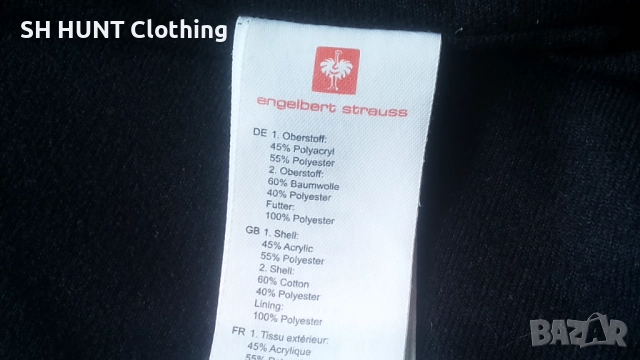 SH HUNT Clothing
engelbert strauss
DE 1. Oberstoff:
45% Polyacryl
55% Polyester
2. Oberstoff:
60% Baumwolle
40% Polyester
Futter:
100% Polyester
GB 1. Shell:
45% Acrylic
55% Polyester
2. Shell:
60% Cotton
40% Polyester
Lining:
100% Polyester
FR 1. Tissu extérieur:
45% Acrylique
55% Polyester
BAZAR